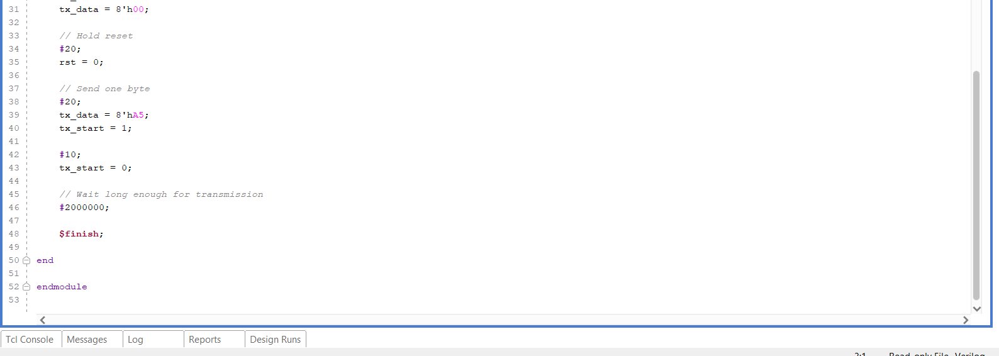 31 tx_data = 8'h00;
32
33 // Hold reset
34 #20;
35 rst = 0;
36
37 // Send one byte
38 #20;
39 tx_data = 8'hA5;
40 tx_start = 1;
41
42 #10;
43 tx_start = 0;
44
45 // Wait long enough for transmission
46 #2000000;
47
48 $finish;
49
50 end
51
52 endmodule
53
Tcl Console Messages Log Reports Design Runs
Read-only File Verilog